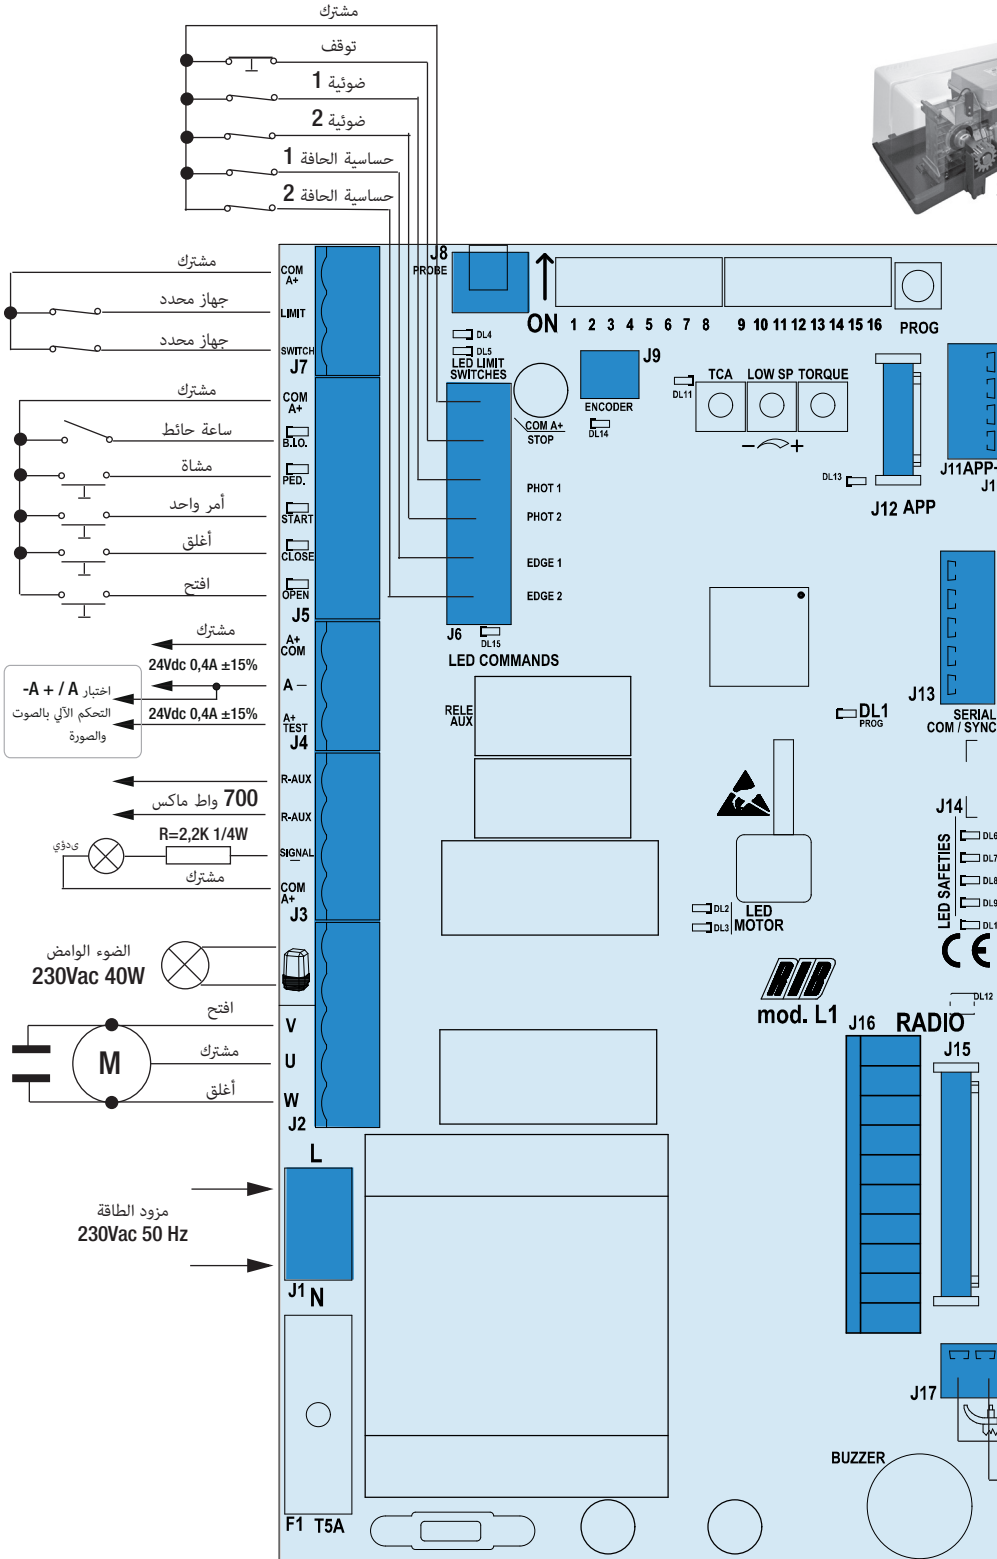 مشترك
توقف
ضوئية 1
ضوئية 2
حساسية الحافة 1
حساسية الحافة 2
J8
PROBE
ON
1 2 3 4 5 6 7 8
9 10 11 12 13 14 15 16
PROG
مشترك
COM
A+
جهاز محدد
LIMIT
جهاز محدد
SWITCH
J7
DL4
DL5
LED LIMIT
SWITCHES
COM A+
STOP
PHOT 1
PHOT 2
EDGE 1
EDGE 2
J6
DL15
LED COMMANDS
J9
ENCODER
DL14
DL11
TCA
LOW SP
TORQUE
− +
DL13
J12 APP
J11APP-
J1
مشترك
COM
A+
ساعة حائط
B.I.O.
مشاة
PED.
أمر واحد
START
أغلق
CLOSE
افتح
OPEN
J5
مشترك
A+
COM
24Vdc 0,4A ±15%
A −
24Vdc 0,4A ±15%
A+
TEST
J4
اختبار A / + A-
التحكم الآلي بالصوت
والصورة
RELE
AUX
DL1
PROG
J13
SERIAL
COM / SYNC
J14
LED SAFETIES
DL6
DL7
DL8
DL9
DL1
CE
R-AUX
700 واط ماكس
R-AUX
R=2,2K 1/4W
SIGNAL
مشترك
COM
A+
J3
DL2
DL3
LED
MOTOR
الضوء الوامض
230Vac 40W
RIB
mod. L1
DL12
J16
RADIO
J15
افتح
V
مشترك
U
أغلق
W
J2
M
L
مزود الطاقة
230Vac 50 Hz
J1
N
J17
BUZZER
F1 T5A